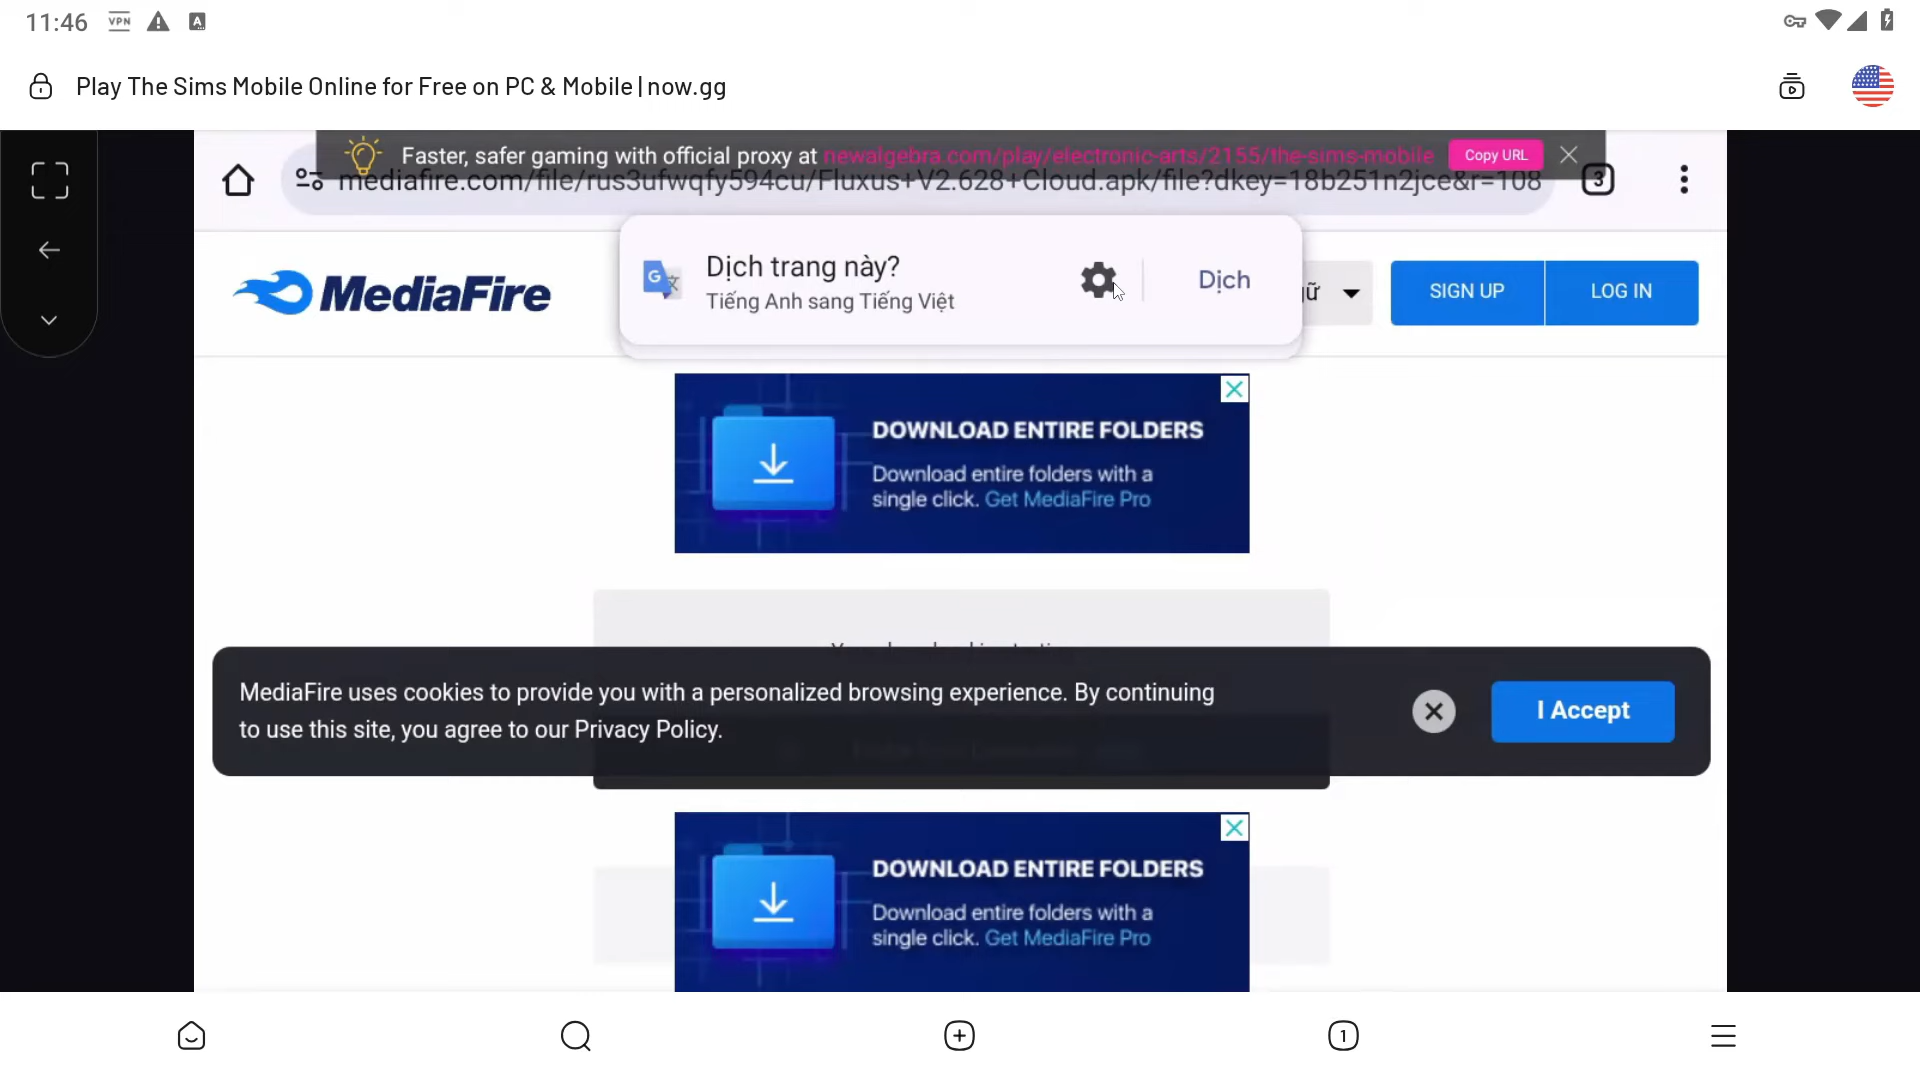 11:46 VPN A
Play The Sims Mobile Online for Free on PC & Mobile | now.gg
Faster, safer gaming with official proxy at newalgebra.com/play/electronic-arts/2155/the-sims-mobile Copy URL
mediafire.com/file/rus3ufwqfy594cu/Fluxus+V2.628+Cloud.apk/file?dkey=18b251n2jce&r=108 3
MediaFire
Dịch trang này?
Tiếng Anh sang Tiếng Việt
Dịch
SIGN UP LOG IN
DOWNLOAD ENTIRE FOLDERS
Download entire folders with a
single click. Get MediaFire Pro
MediaFire uses cookies to provide you with a personalized browsing experience. By continuing
to use this site, you agree to our Privacy Policy.
I Accept
DOWNLOAD ENTIRE FOLDERS
Download entire folders with a
single click. Get MediaFire Pro
1